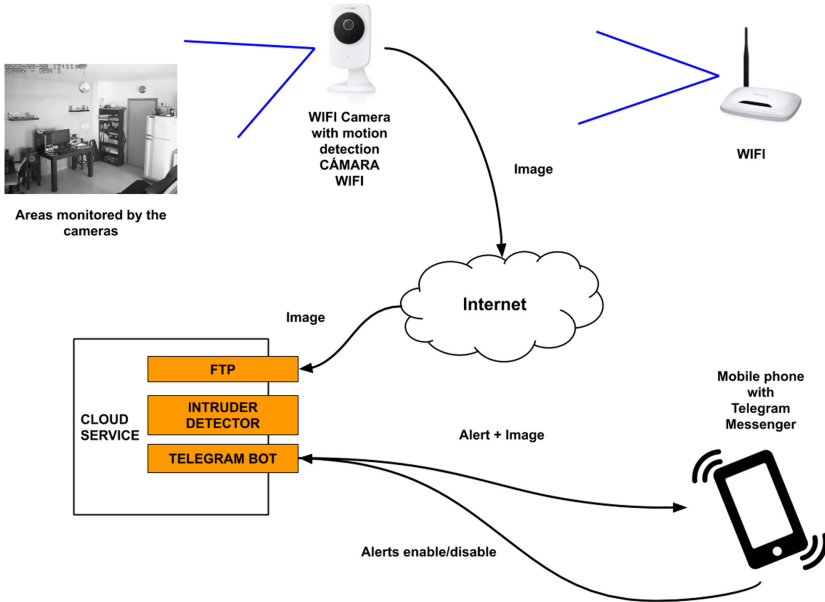 WIFI Camera
with motion
detection
CÁMARA
WIFI
WIFI
Areas monitored by the
cameras
Image
Internet
Image
FTP
INTRUDER
DETECTOR
CLOUD
SERVICE
TELEGRAM BOT
Mobile phone
with
Telegram
Messenger
Alert + Image
Alerts enable/disable